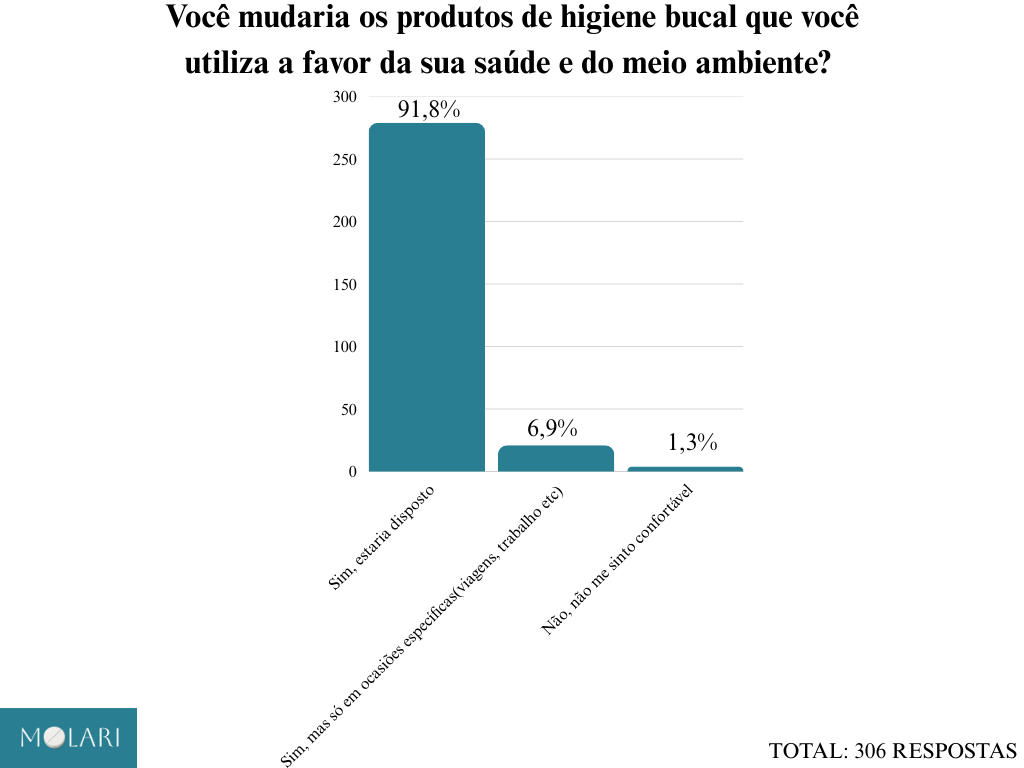 Você mudaria os produtos de higiene bucal que você
utiliza a favor da sua saúde e do meio ambiente?
300
250
200
150
100
50
0
91,8%
6,9%
1,3%
Sim, estaria disposto
Sim, mas só em ocasiões específicas(viagens, trabalho etc)
Não, não me sinto confortável
MOLARI
TOTAL: 306 RESPOSTAS